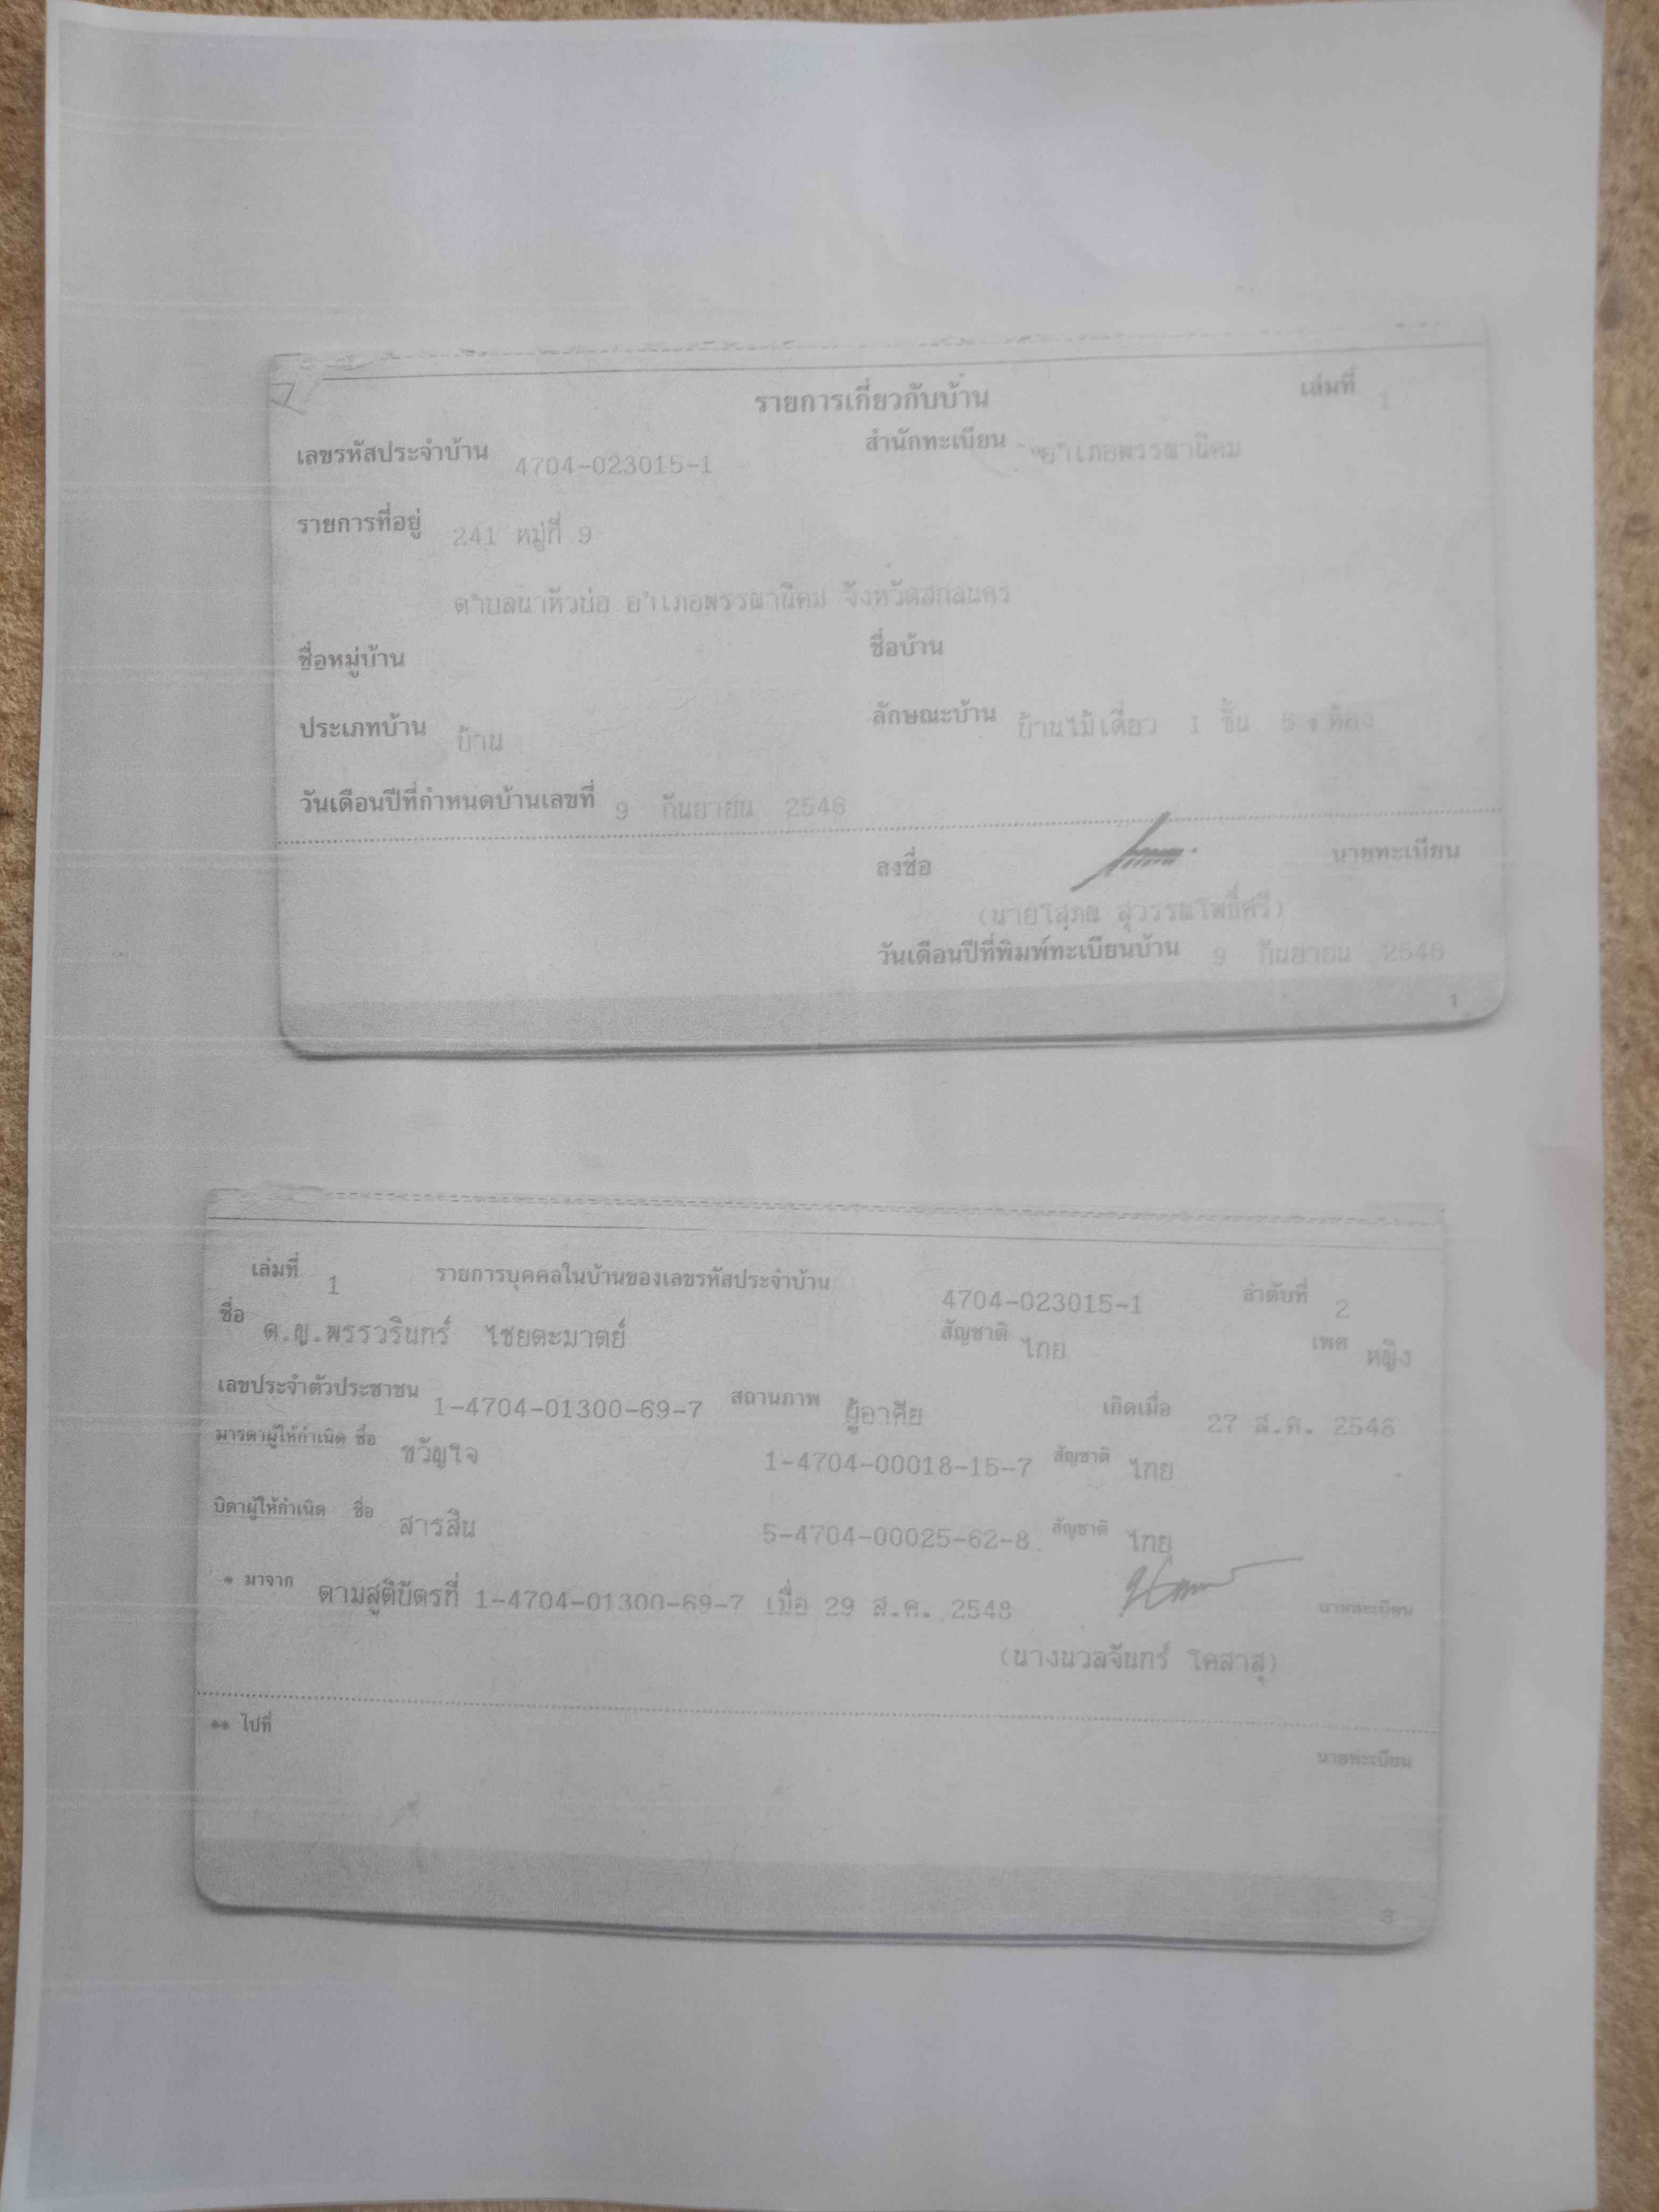 รายการเกี่ยวกับบ้าน เล่มที่ 1
เลขรหัสประจำบ้าน 4704-023015-1 สำนักทะเบียน อำเภอพรรณานิคม
รายการที่อยู่ 241 หมู่ที่ 9
ตำบลนาหัวบ่อ อำเภอพรรณานิคม จังหวัดสกลนคร
ชื่อหมู่บ้าน ชื่อบ้าน
ประเภทบ้าน บ้าน ลักษณะบ้าน บ้านไม้เดี่ยว 1 ชั้น
วันเดือนปีที่กำหนดบ้านเลขที่ 9 กันยายน 2546
ลงชื่อ นายทะเบียน
(นายโสภณ สุวรรณโพธิ์ศรี)
วันเดือนปีที่พิมพ์ทะเบียนบ้าน 9 กันยายน 2546
1
เล่มที่ 1 รายการบุคคลในบ้านของเลขรหัสประจำบ้าน 4704-023015-1 ลำดับที่ 2
ชื่อ ด.ญ.พรรวรินทร์ ไชยตะมาตย์ สัญชาติ ไทย เพศ หญิง
เลขประจำตัวประชาชน 1-4704-01300-69-7 สถานภาพ ผู้อาศัย เกิดเมื่อ 27 ส.ค. 2548
มารดาผู้ให้กำเนิด ชื่อ ขวัญใจ 1-4704-00018-15-7 สัญชาติ ไทย
บิดาผู้ให้กำเนิด ชื่อ สารสิน 5-4704-00025-62-8 สัญชาติ ไทย
* มาจาก ตามสูติบัตรที่ 1-4704-01300-69-7 เมื่อ 29 ส.ค. 2548 นายทะเบียน
(นางนวลจันทร์ โคสาสุ)
** ไปที่
นายทะเบียน
3